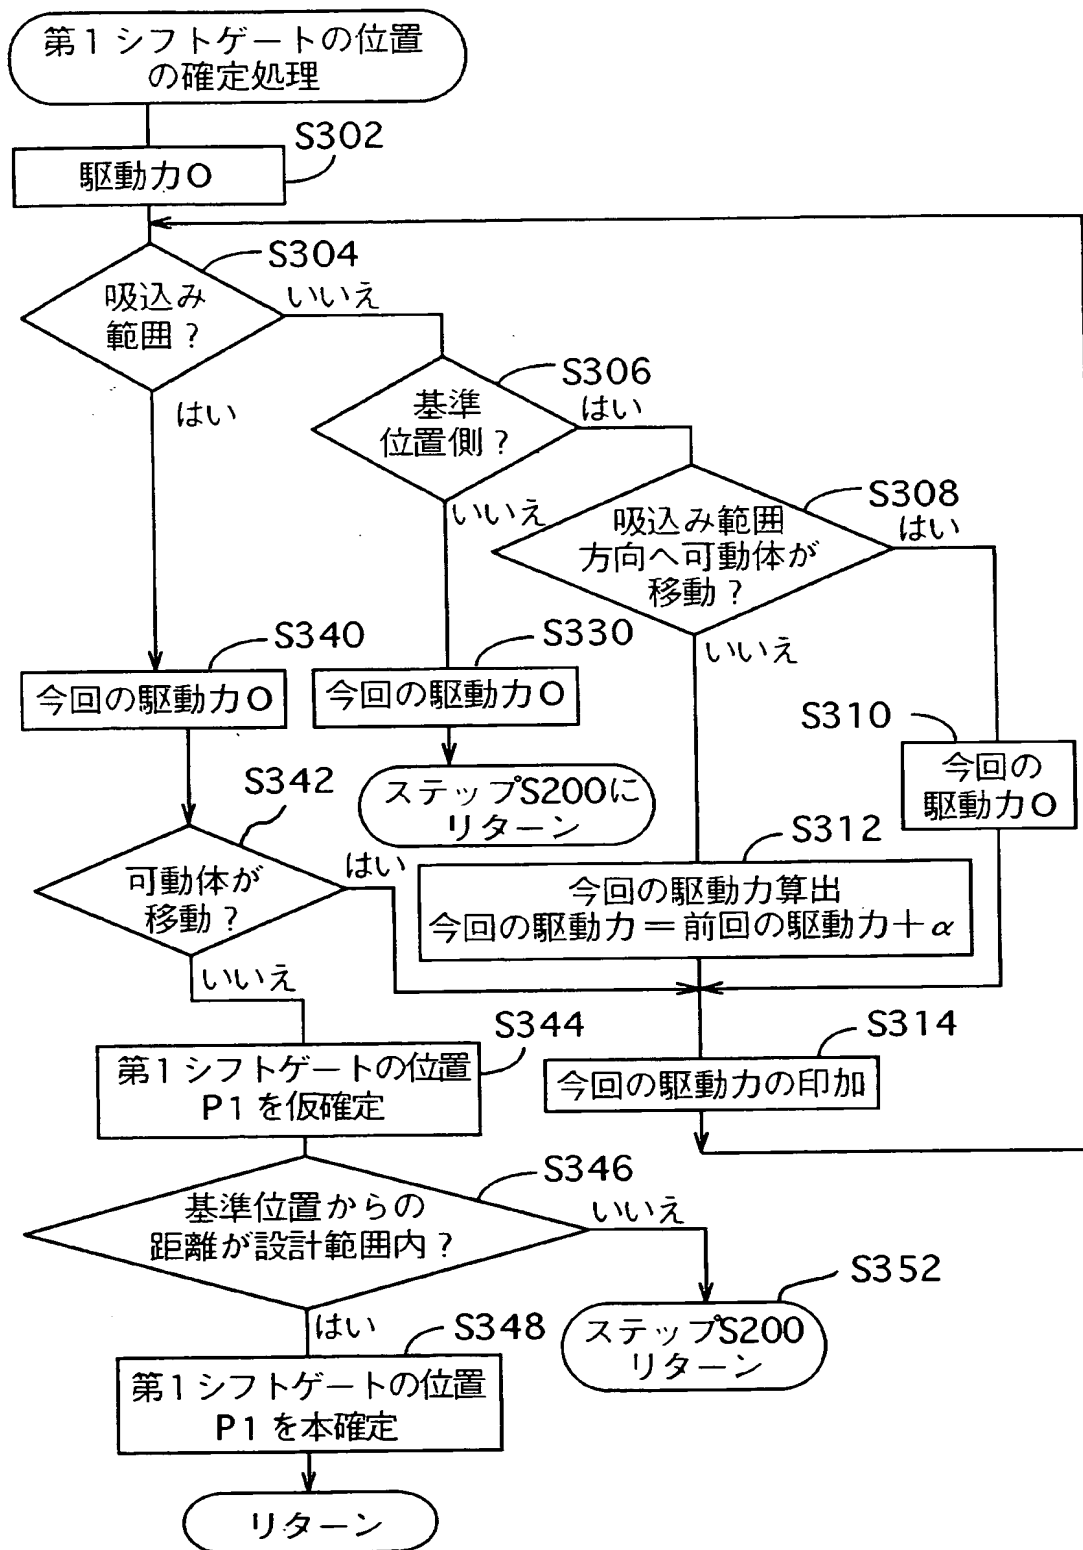 第1シフトゲートの位置
の確定処理
S302
駆動力O
S304
吸込み
範囲？
いいえ
はい
S306
基準
位置側？
はい
いいえ
S308
吸込み範囲
方向へ可動体が
移動？
はい
いいえ
S340
今回の駆動力O
S330
今回の駆動力O
ステップS200に
リターン
S310
今回の
駆動力O
S342
可動体が
移動？
はい
いいえ
S312
今回の駆動力算出
今回の駆動力＝前回の駆動力＋α
S314
今回の駆動力の印加
S344
第1シフトゲートの位置
P1を仮確定
S346
基準位置からの
距離が設計範囲内？
いいえ
はい
S352
ステップS200
リターン
S348
第1シフトゲートの位置
P1を本確定
リターン